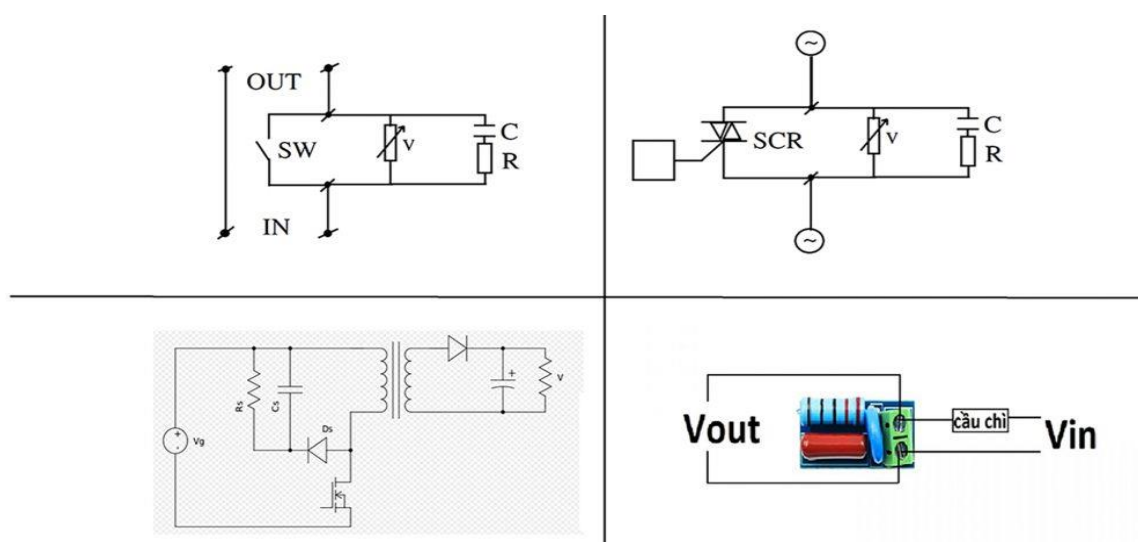 OUT
SW
V
C
R
IN
~
SCR
V
C
R
~
Rs
Cs
Ds
Vg
+
-
+
V
Vout
cầu chì
Vin